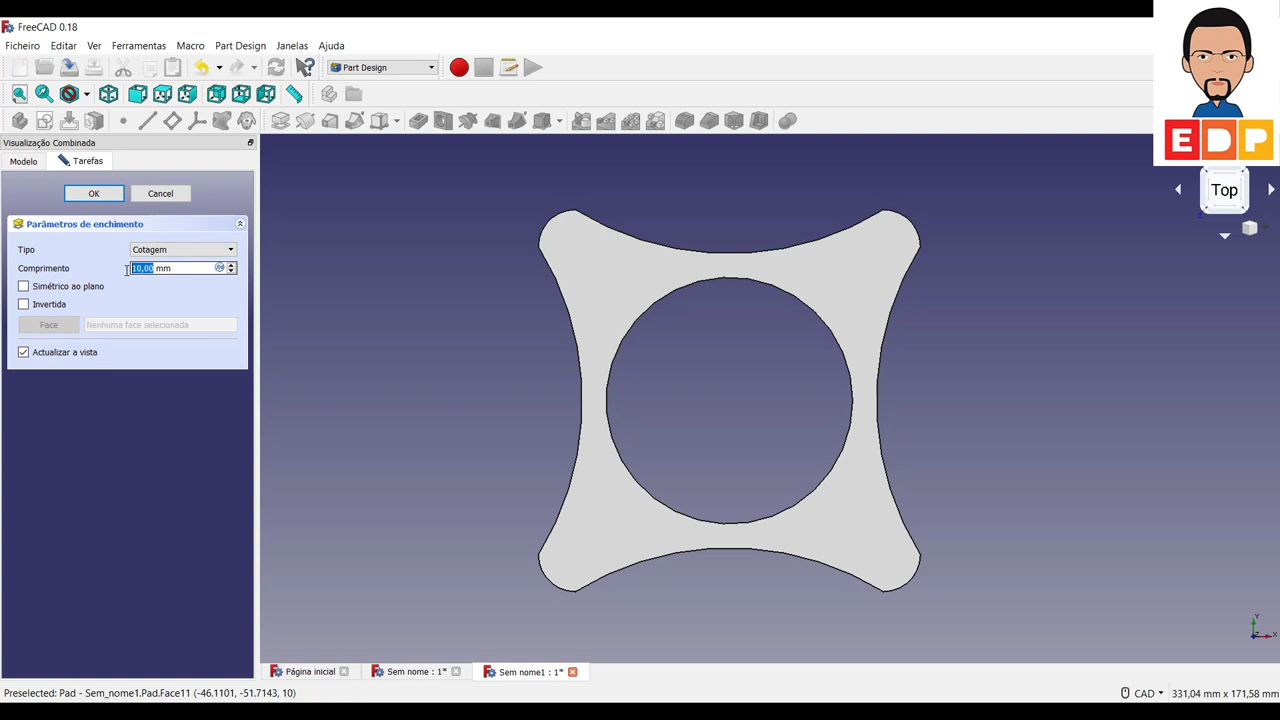 FreeCAD 0.18
Ficheiro Editar Ver Ferramentas Macro Part Design Janelas Ajuda
Part Design
EDP
Visualização Combinada
Modelo Tarefas
Top
OK Cancel
Parâmetros de enchimento
Tipo Cotagem
Comprimento 10,00 mm
Simétrico ao plano
Invertida
Face Nenhuma face selecionada
Actualizar a vista
Z
Y
X
Z
Página inicial Sem nome : 1* Sem nome1 : 1*
Preselected: Pad - Sem_nome1.Pad.Face11 (-46.1101, -51.7143, 10) CAD 331,04 mm x 171,58 mm